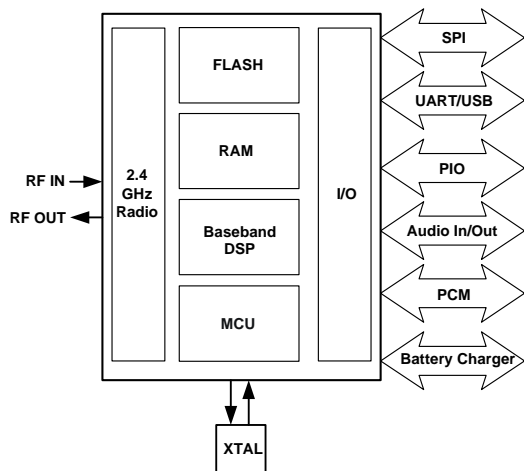 SPI
FLASH
UART/USB
RAM
2.4
GHz
Radio
I/O
PIO
RF IN
RF OUT
Baseband
DSP
Audio In/Out
PCM
MCU
Battery Charger
XTAL